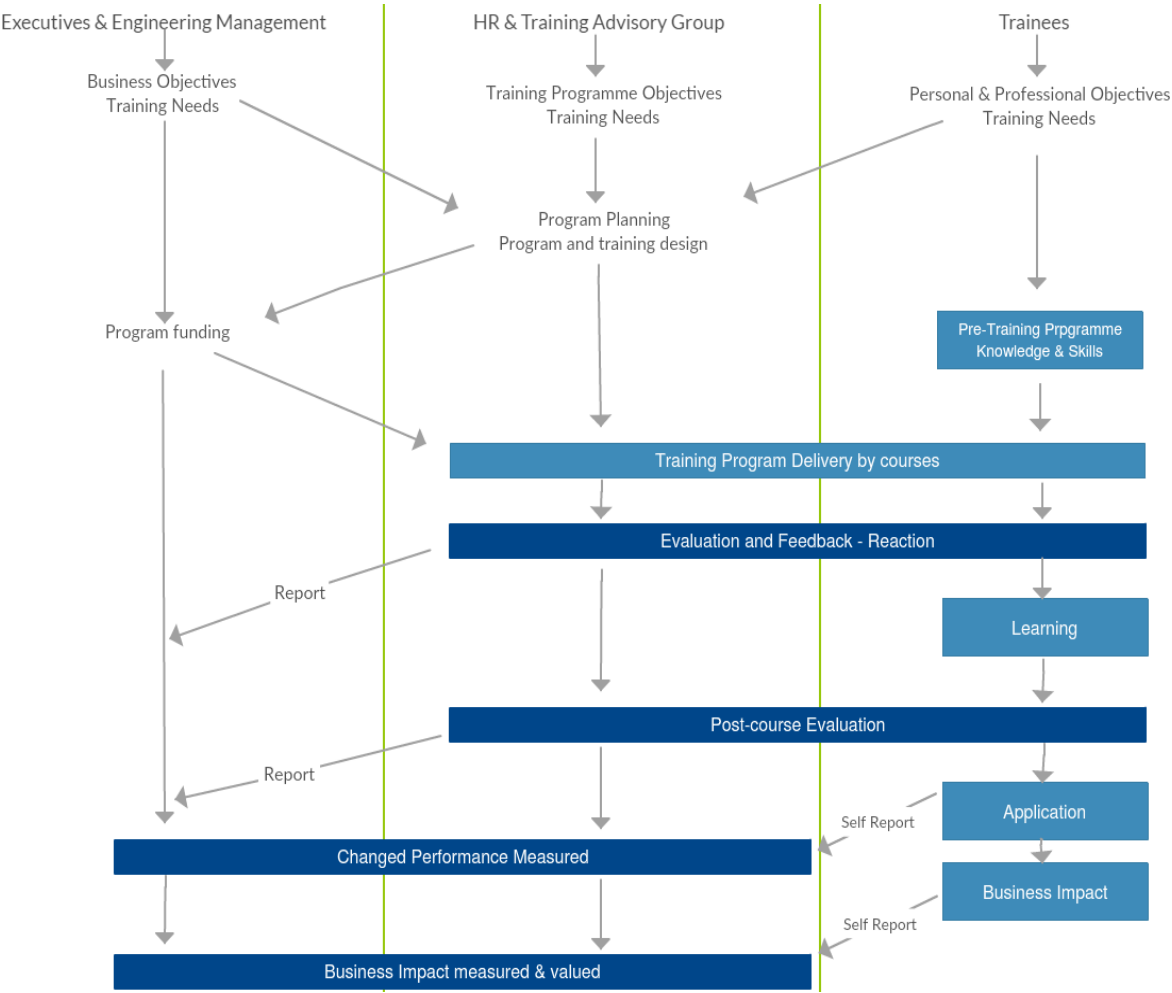 Executives & Engineering Management
HR & Training Advisory Group
Trainees
Business Objectives
Training Needs
Training Programme Objectives
Training Needs
Personal & Professional Objectives
Training Needs
Program Planning
Program and training design
Program funding
Pre-Training Prpgramme
Knowledge & Skills
Training Program Delivery by courses
Evaluation and Feedback - Reaction
Report
Learning
Post-course Evaluation
Report
Application
Self Report
Changed Performance Measured
Business Impact
Self Report
Business Impact measured & valued